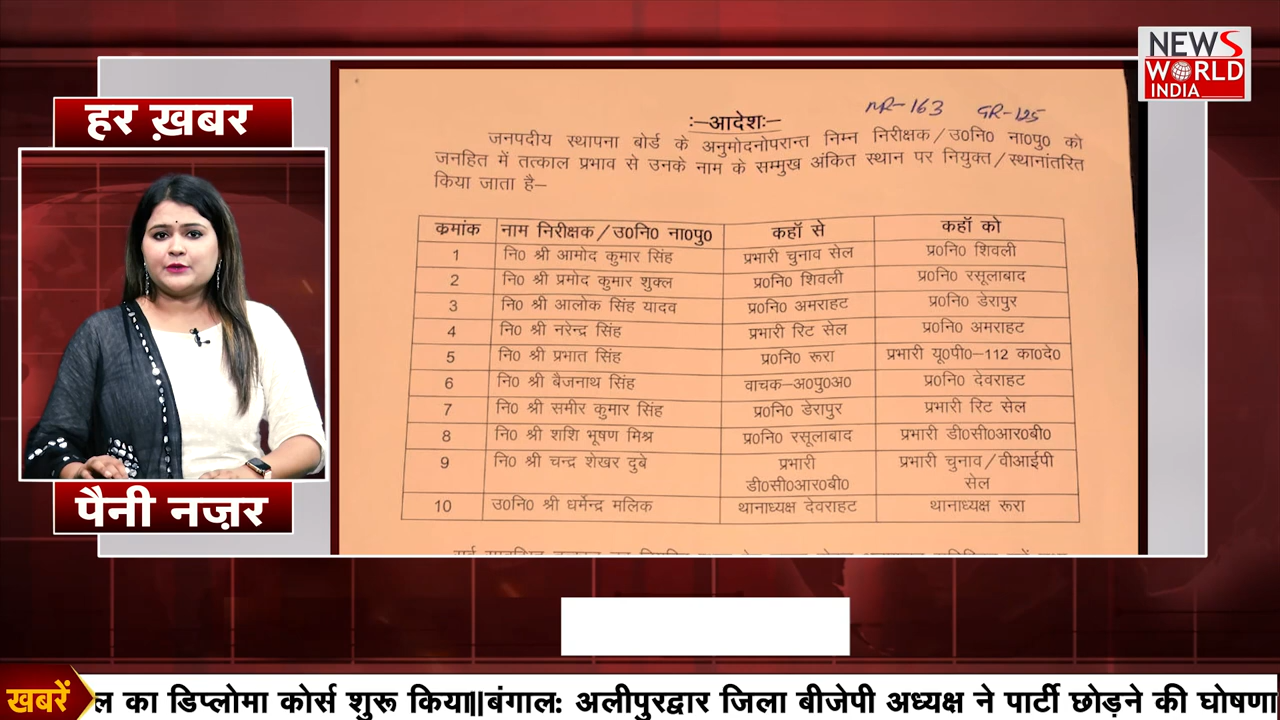 NEWS
WORLD
INDIA
हर ख़बर
पैनी नज़र
MR-163 GR-125
:–आदेशः–
जनपदीय स्थापना बोर्ड के अनुमोदनोपरान्त निम्न निरीक्षक/उ0नि0 ना0पु0 को
जनहित में तत्काल प्रभाव से उनके नाम के सम्मुख अंकित स्थान पर नियुक्त/स्थानांतरित
किया जाता है–
क्रमांक नाम निरीक्षक/उ0नि0 ना0पु0 कहाँ से कहाँ को
1 नि0 श्री आमोद कुमार सिंह प्रभारी चुनाव सेल प्र0नि0 शिवली
2 नि0 श्री प्रमोद कुमार शुक्ल प्र0नि0 शिवली प्र0नि0 रसूलाबाद
3 नि0 श्री आलोक सिंह यादव प्र0नि0 अमराहट प्र0नि0 डेरापुर
4 नि0 श्री नरेन्द्र सिंह प्रभारी रिट सेल प्र0नि0 अमराहट
5 नि0 श्री प्रभात सिंह प्र0नि0 रूरा प्रभारी यू0पी0–112 का0दे0
6 नि0 श्री बैजनाथ सिंह वाचक–अ0पु0अ0 प्र0नि0 देवराहट
7 नि0 श्री समीर कुमार सिंह प्र0नि0 डेरापुर प्रभारी रिट सेल
8 नि0 श्री शशि भूषण मिश्र प्र0नि0 रसूलाबाद प्रभारी डी0सी0आर0बी0
9 नि0 श्री चन्द्र शेखर दुबे प्रभारी प्रभारी चुनाव/वीआईपी
डी0सी0आर0बी0 सेल
10 उ0नि0 श्री धर्मेन्द्र मलिक थानाध्यक्ष देवराहट थानाध्यक्ष रूरा
खबरें ल का डिप्लोमा कोर्स शुरू किया||बंगाल: अलीपुरद्वार जिला बीजेपी अध्यक्ष ने पार्टी छोड़ने की घोषणा